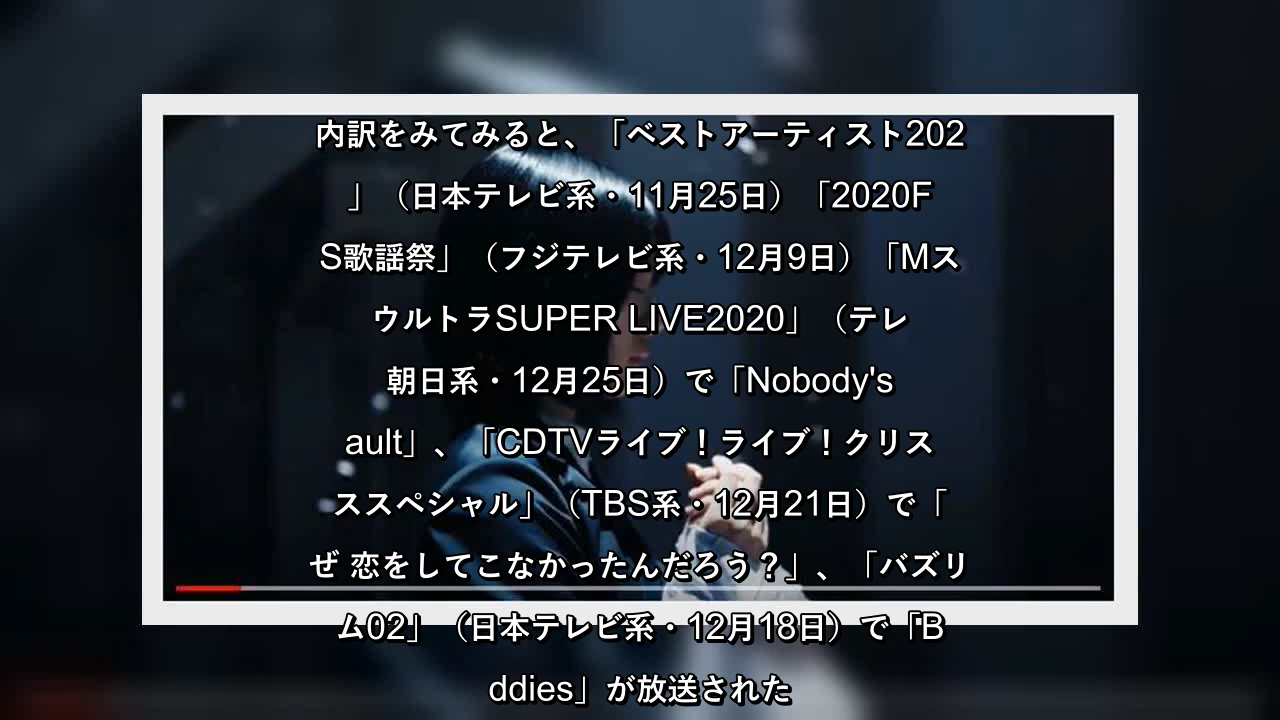 内訳をみてみると、「ベストアーティスト202
」（日本テレビ系・11月25日）「2020F
S歌謡祭」（フジテレビ系・12月9日）「Mス
ウルトラSUPER LIVE2020」（テレ
朝日系・12月25日）で「Nobody's
ault」、「CDTVライブ！ライブ！クリス
ススペシャル」（TBS系・12月21日）で「
ぜ 恋をしてこなかったんだろう？」、「バズリ
ム02」（日本テレビ系・12月18日）で「B
ddies」が放送された